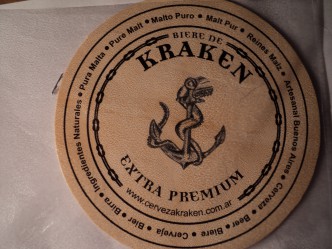 BIERE DE
KRAKEN
EXTRA PREMIUM
www.cervezakraken.com.ar
Birra • Ingredientes Naturales • Pura Malta • Pure Malt • Malto Puro • Malt Pur • Reines Malz • Artesanal Buenos Aires • Cerveza • Beer • Biere • Cerveja • Bier •